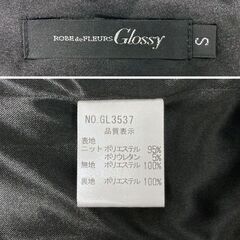 ROBE de FLEURS Glossy
S
NO.GL3537
品質表示
表地
ニット ポリエステル 95%
ポリウレタン 5%
無地 ポリエステル 100%
裏地 ポリエステル 100%